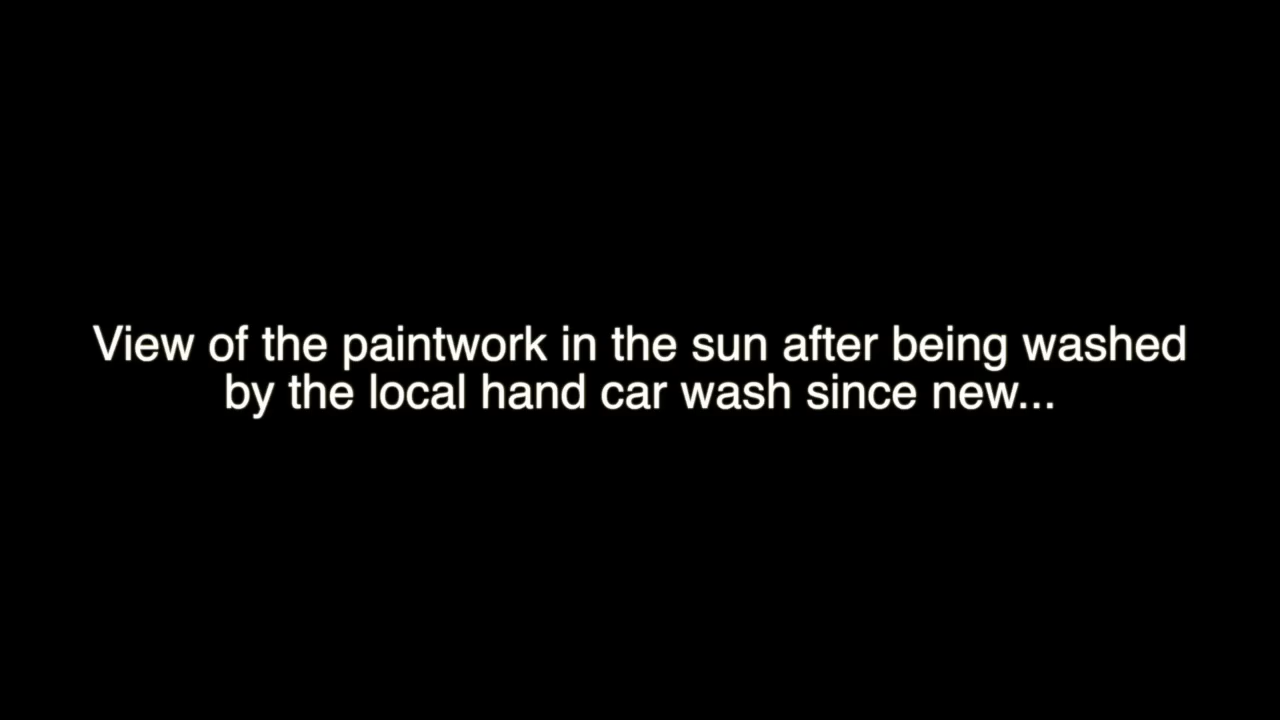 View of the paintwork in the sun after being washed
by the local hand car wash since new...